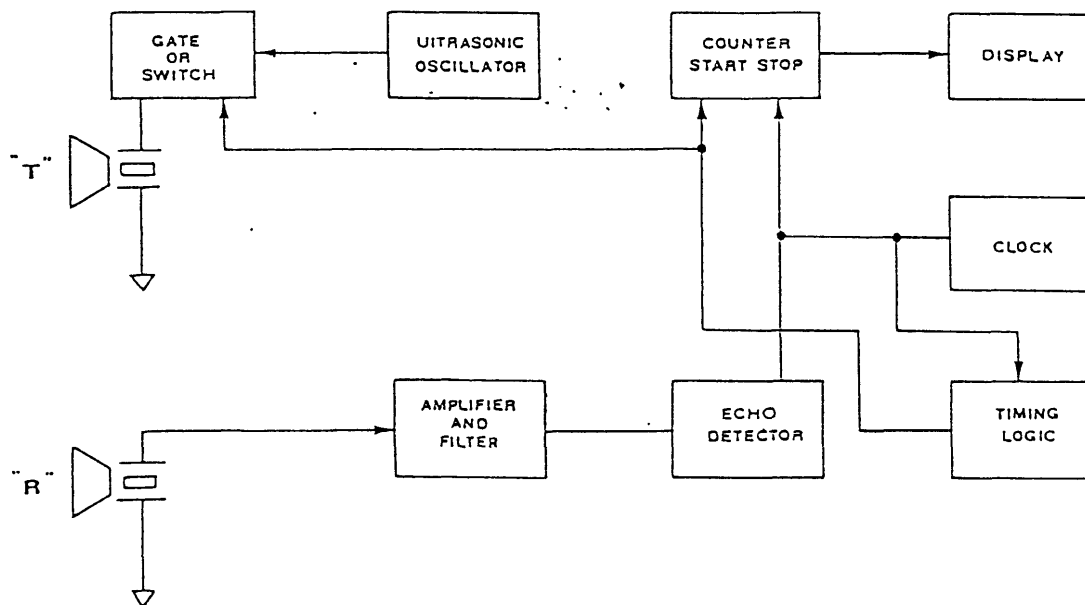 GATE
OR
SWITCH
UITRASONIC
OSCILLATOR
COUNTER
START STOP
DISPLAY
"T"
CLOCK
AMPLIFIER
AND
FILTER
ECHO
DETECTOR
TIMING
LOGIC
"R"